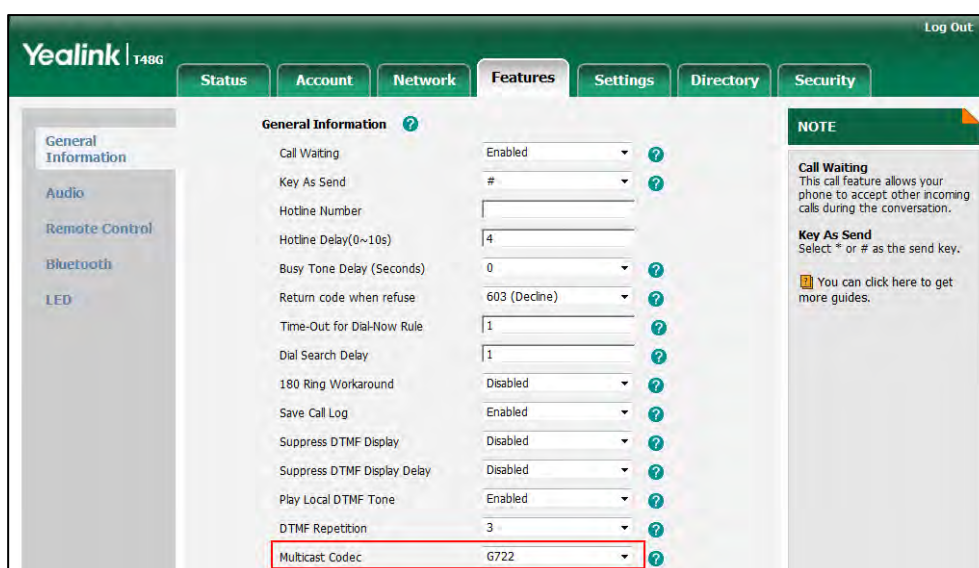 Log Out
Yealink | T48G
Status Account Network Features Settings Directory Security
General
Information
Audio
Remote Control
Bluetooth
LED
General Information ?
Call Waiting Enabled ?
Key As Send # ?
Hotline Number
Hotline Delay(0~10s) 4
Busy Tone Delay (Seconds) 0 ?
Return code when refuse 603 (Decline) ?
Time-Out for Dial-Now Rule 1 ?
Dial Search Delay 1 ?
180 Ring Workaround Disabled ?
Save Call Log Enabled ?
Suppress DTMF Display Disabled ?
Suppress DTMF Display Delay Disabled ?
Play Local DTMF Tone Enabled ?
DTMF Repetition 3 ?
Multicast Codec G722 ?
NOTE
Call Waiting
This call feature allows your
phone to accept other incoming
calls during the conversation.
Key As Send
Select * or # as the send key.
? You can click here to get
more guides.